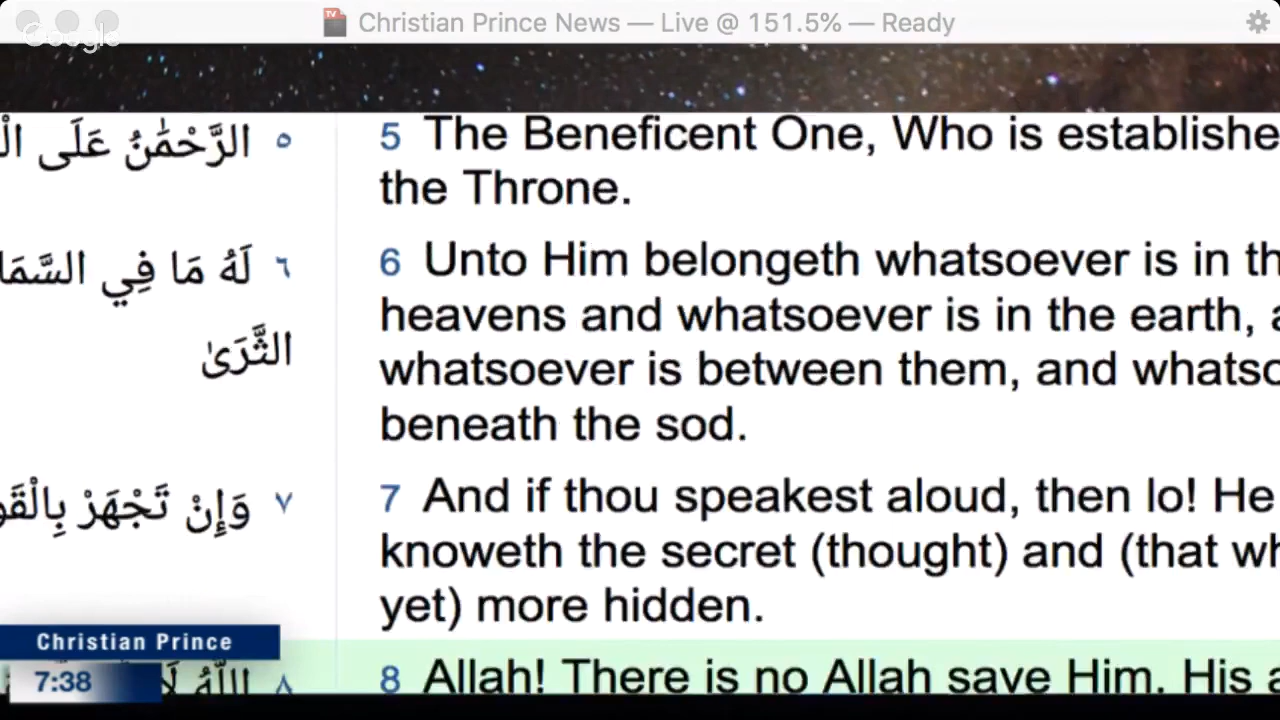 Christian Prince News — Live @ 151.5% — Ready
Google
الرَّحْمَٰنُ عَلَى ٥
5 The Beneficent One, Who is establishe
the Throne.
لَهُ مَا فِي السَّمَا ٦
الثَّرَىٰ
6 Unto Him belongeth whatsoever is in th
heavens and whatsoever is in the earth, a
whatsoever is between them, and whatso
beneath the sod.
وَإِنْ تَجْهَرْ بِالْقَو ٧
7 And if thou speakest aloud, then lo! He
knoweth the secret (thought) and (that wh
yet) more hidden.
اللَّهُ لَا ٨
8 Allah! There is no Allah save Him. His a
Christian Prince
7:38